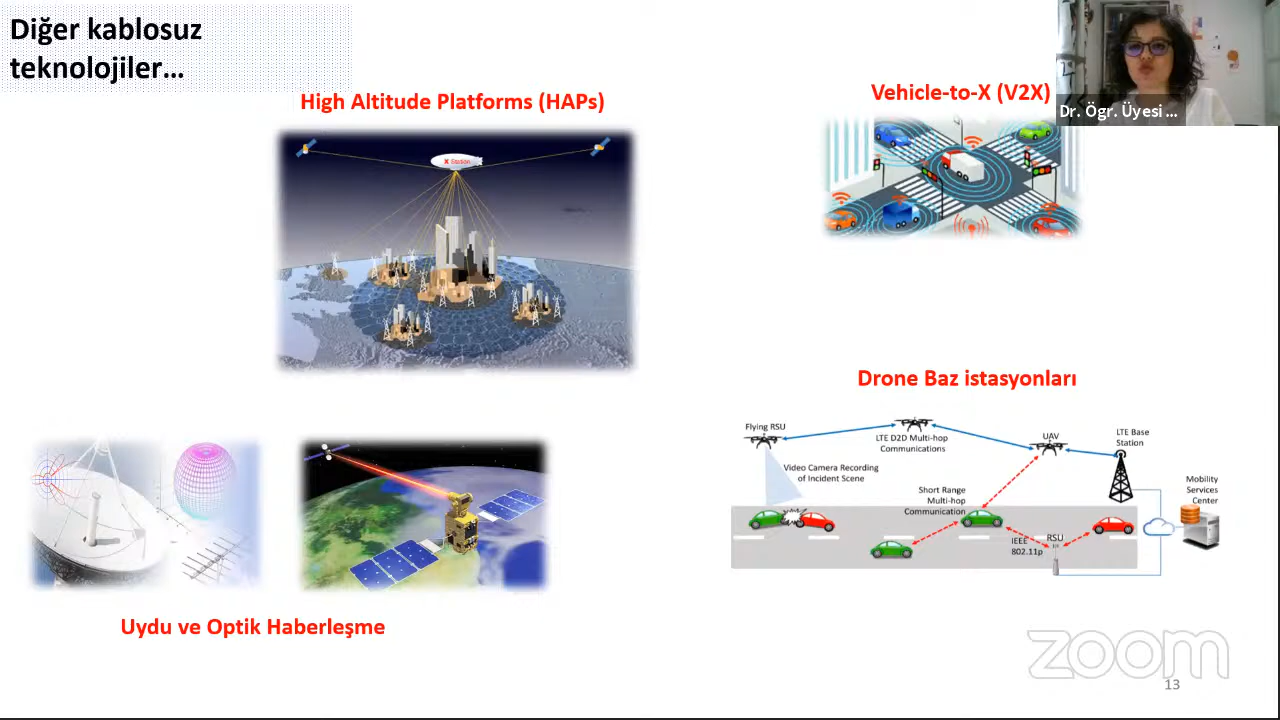 Diğer kablosuz
teknolojiler...
High Altitude Platforms (HAPs)
X Station
Vehicle-to-X (V2X)
Dr. Ögr. Üyesi ...
Drone Baz istasyonları
Flying RSU
LTE D2D Multi-hop
Communications
UAV
LTE Base
Station
Video Camera Recording
of Incident Scene
Short Range
Multi-hop
Communication
Mobility
Services
Center
IEEE
802.11p
RSU
Uydu ve Optik Haberleşme
zoom
13